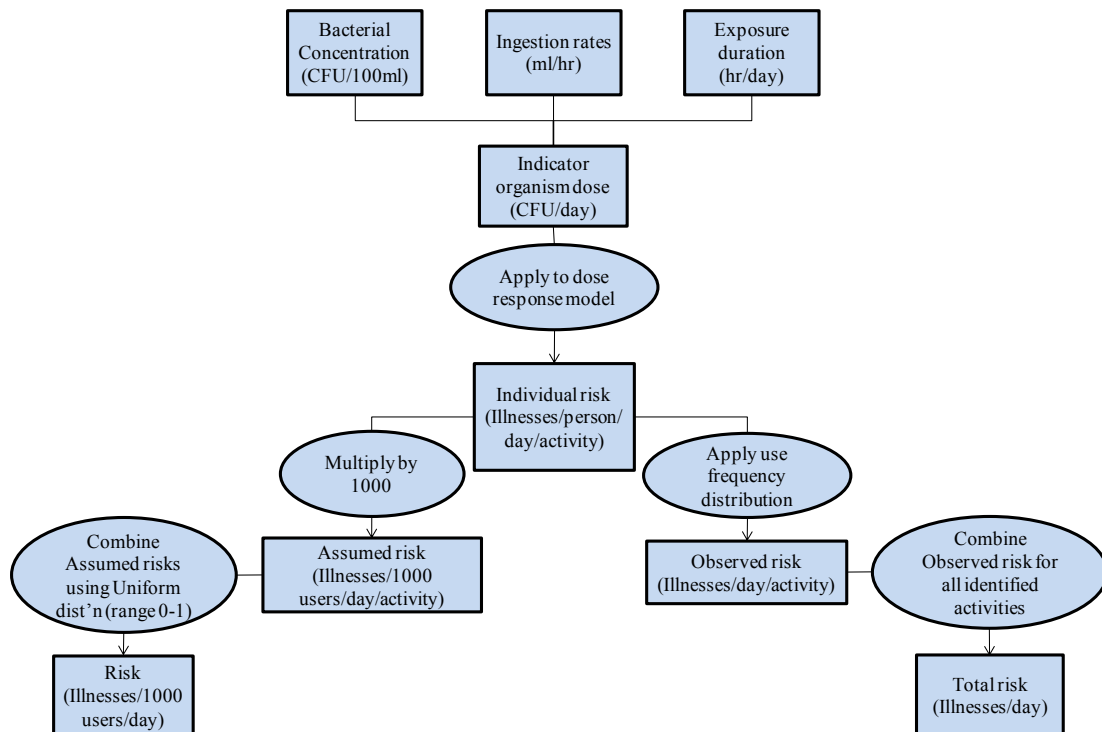 Bacterial
Concentration
(CFU/100ml)
Ingestion rates
(ml/hr)
Exposure
duration
(hr/day)
Indicator
organism dose
(CFU/day)
Apply to dose
response model
Individual risk
(Illnesses/person/
day/activity)
Multiply by
1000
Apply use
frequency
distribution
Combine
Assumed risks
using Uniform
dist'n (range 0-1)
Assumed risk
(Illnesses/1000
users/day/activity)
Observed risk
(Illnesses/day/activity)
Combine
Observed risk for
all identified
activities
Risk
(Illnesses/1000
users/day)
Total risk
(Illnesses/day)